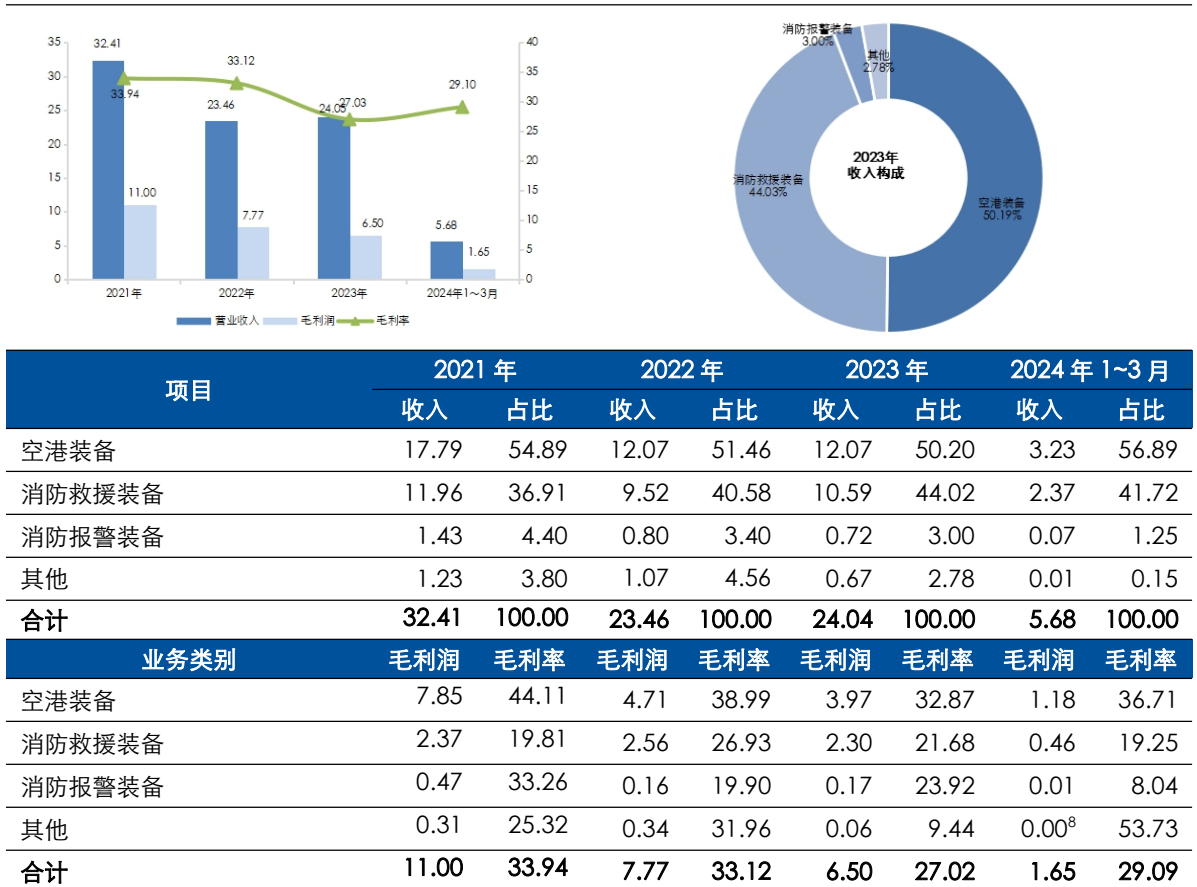 35
30
25
20
15
10
5
0
40
35
30
25
20
15
10
5
0
32.41
33.94
11.00
33.12
23.46
7.77
24.05
27.03
6.50
29.10
5.68
1.65
2021年 2022年 2023年 2024年1～3月
营业收入 毛利润 毛利率
消防报警装备
3.00%
其他
2.78%
2023年
收入构成
消防救援装备
44.03%
空港装备
50.19%
项目 2021 年 2022 年 2023 年 2024 年 1~3 月
收入 占比 收入 占比 收入 占比 收入 占比
空港装备 17.79 54.89 12.07 51.46 12.07 50.20 3.23 56.89
消防救援装备 11.96 36.91 9.52 40.58 10.59 44.02 2.37 41.72
消防报警装备 1.43 4.40 0.80 3.40 0.72 3.00 0.07 1.25
其他 1.23 3.80 1.07 4.56 0.67 2.78 0.01 0.15
合计 32.41 100.00 23.46 100.00 24.04 100.00 5.68 100.00
业务类别 毛利润 毛利率 毛利润 毛利率 毛利润 毛利率 毛利润 毛利率
空港装备 7.85 44.11 4.71 38.99 3.97 32.87 1.18 36.71
消防救援装备 2.37 19.81 2.56 26.93 2.30 21.68 0.46 19.25
消防报警装备 0.47 33.26 0.16 19.90 0.17 23.92 0.01 8.04
其他 0.31 25.32 0.34 31.96 0.06 9.44 0.00⁸ 53.73
合计 11.00 33.94 7.77 33.12 6.50 27.02 1.65 29.09